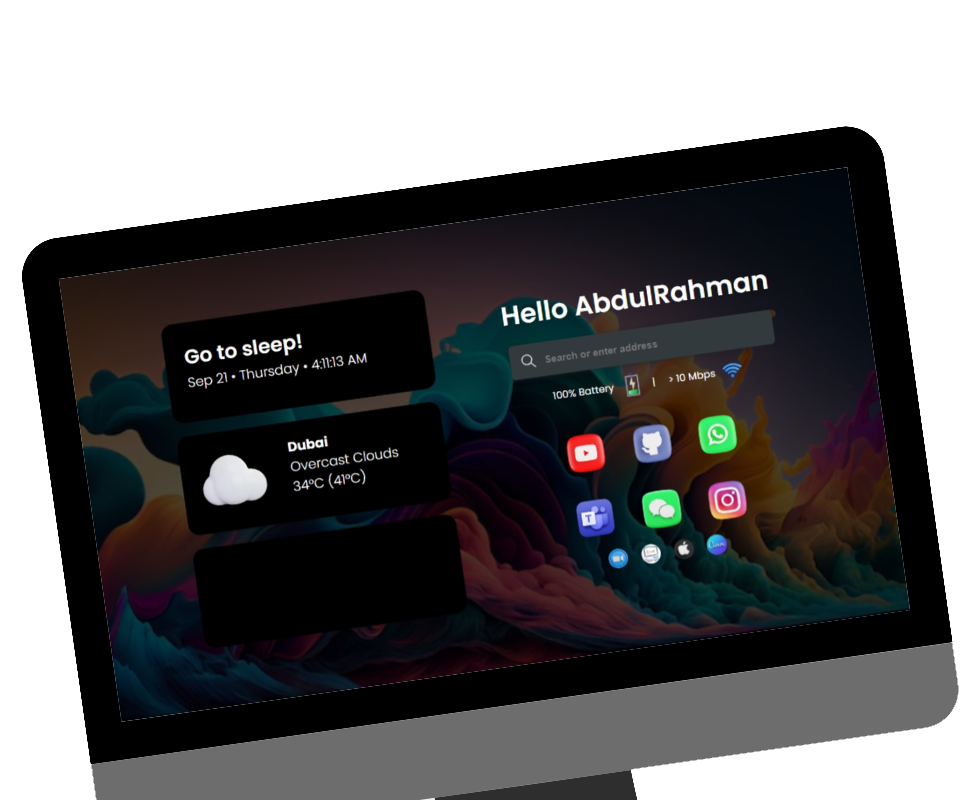 Hello AbdulRahman
Search or enter address
100% Battery | > 10 Mbps
Go to sleep!
Sep 21 • Thursday • 4:11:13 AM
Dubai
Overcast Clouds
34°C (41°C)
T